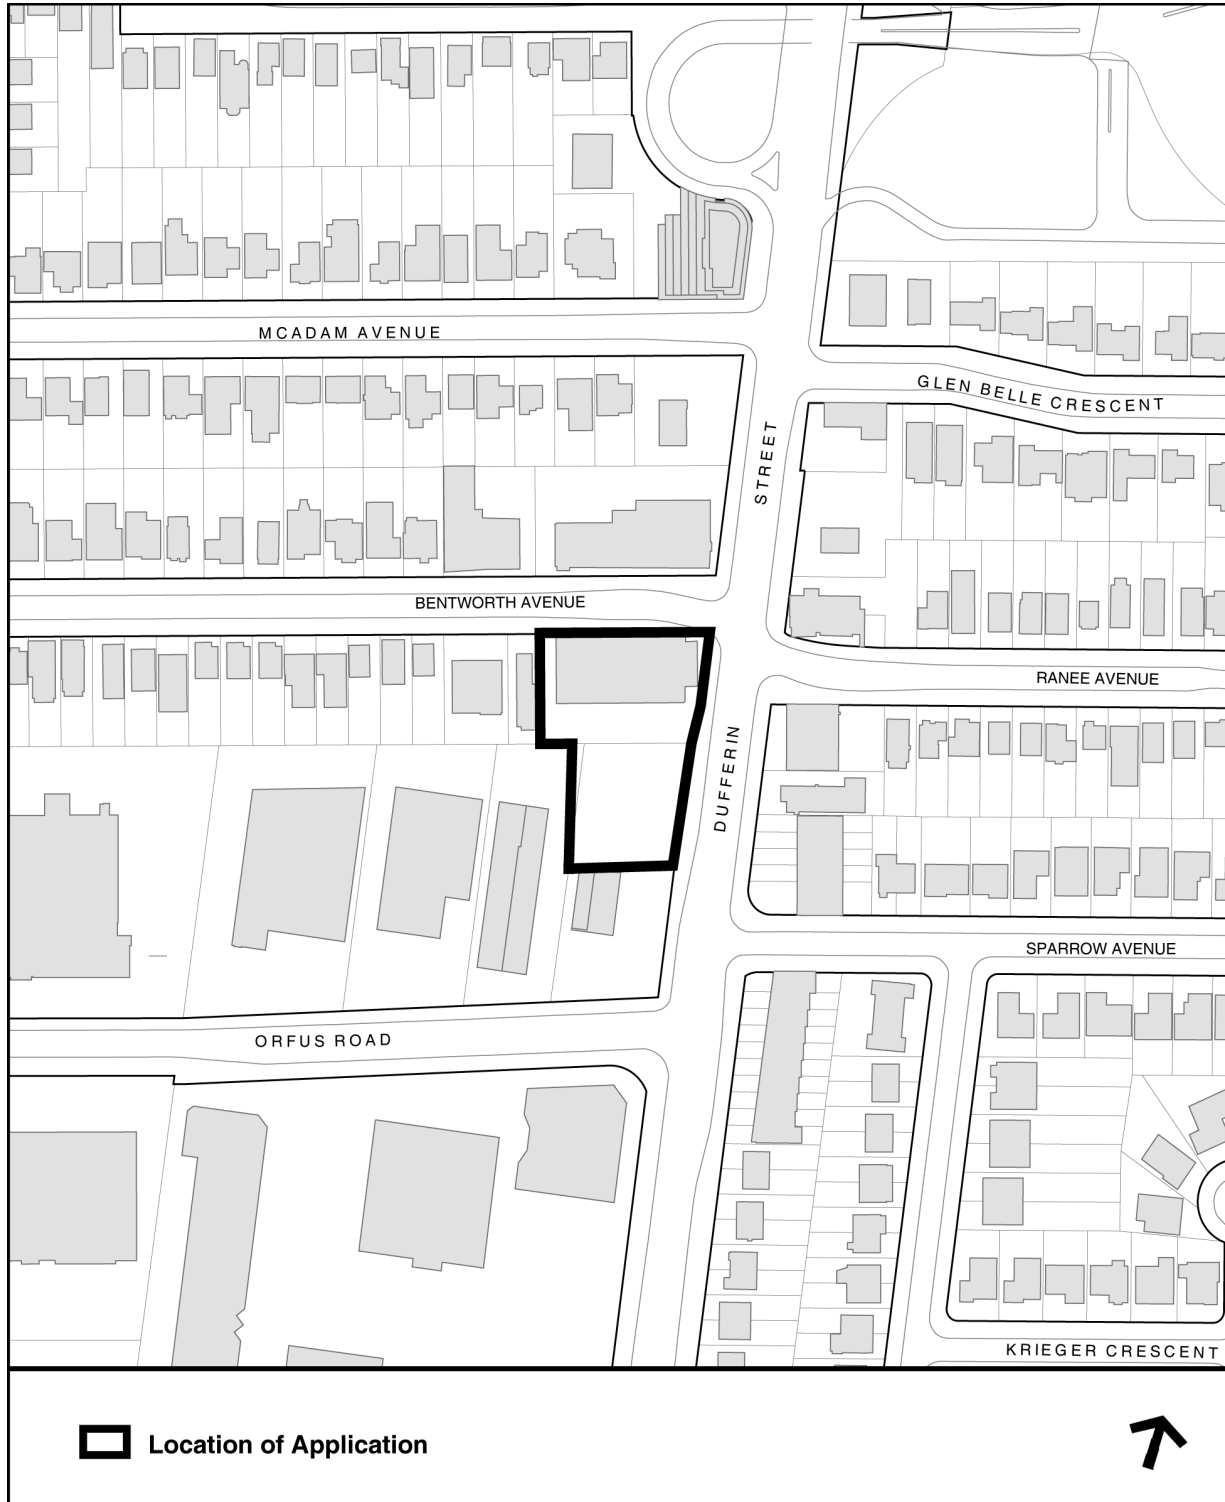 MCADAM AVENUE
GLEN BELLE CRESCENT
STREET
BENTWORTH AVENUE
RANEE AVENUE
DUFFERIN
SPARROW AVENUE
ORFUS ROAD
KRIEGER CRESCENT
Location of Application